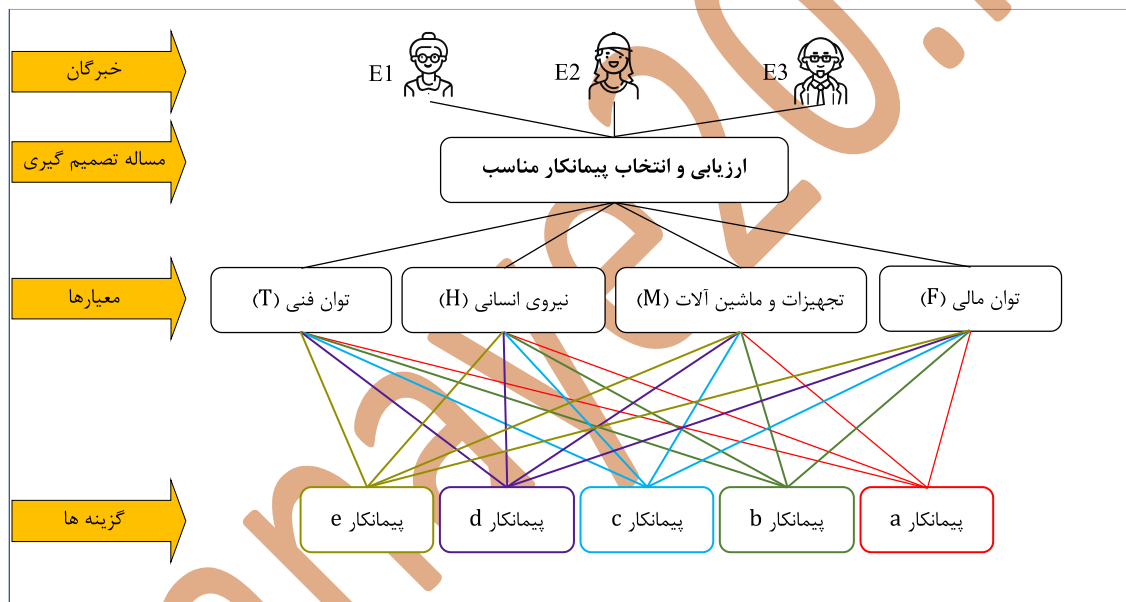 خبرگان
E1
E2
E3
مساله تصمیم گیری
ارزیابی و انتخاب پیمانکار مناسب
معیارها
توان مالی (F)
تجهیزات و ماشین آلات (M)
نیروی انسانی (H)
توان فنی (T)
گزینه ها
پیمانکار a
پیمانکار b
پیمانکار c
پیمانکار d
پیمانکار e